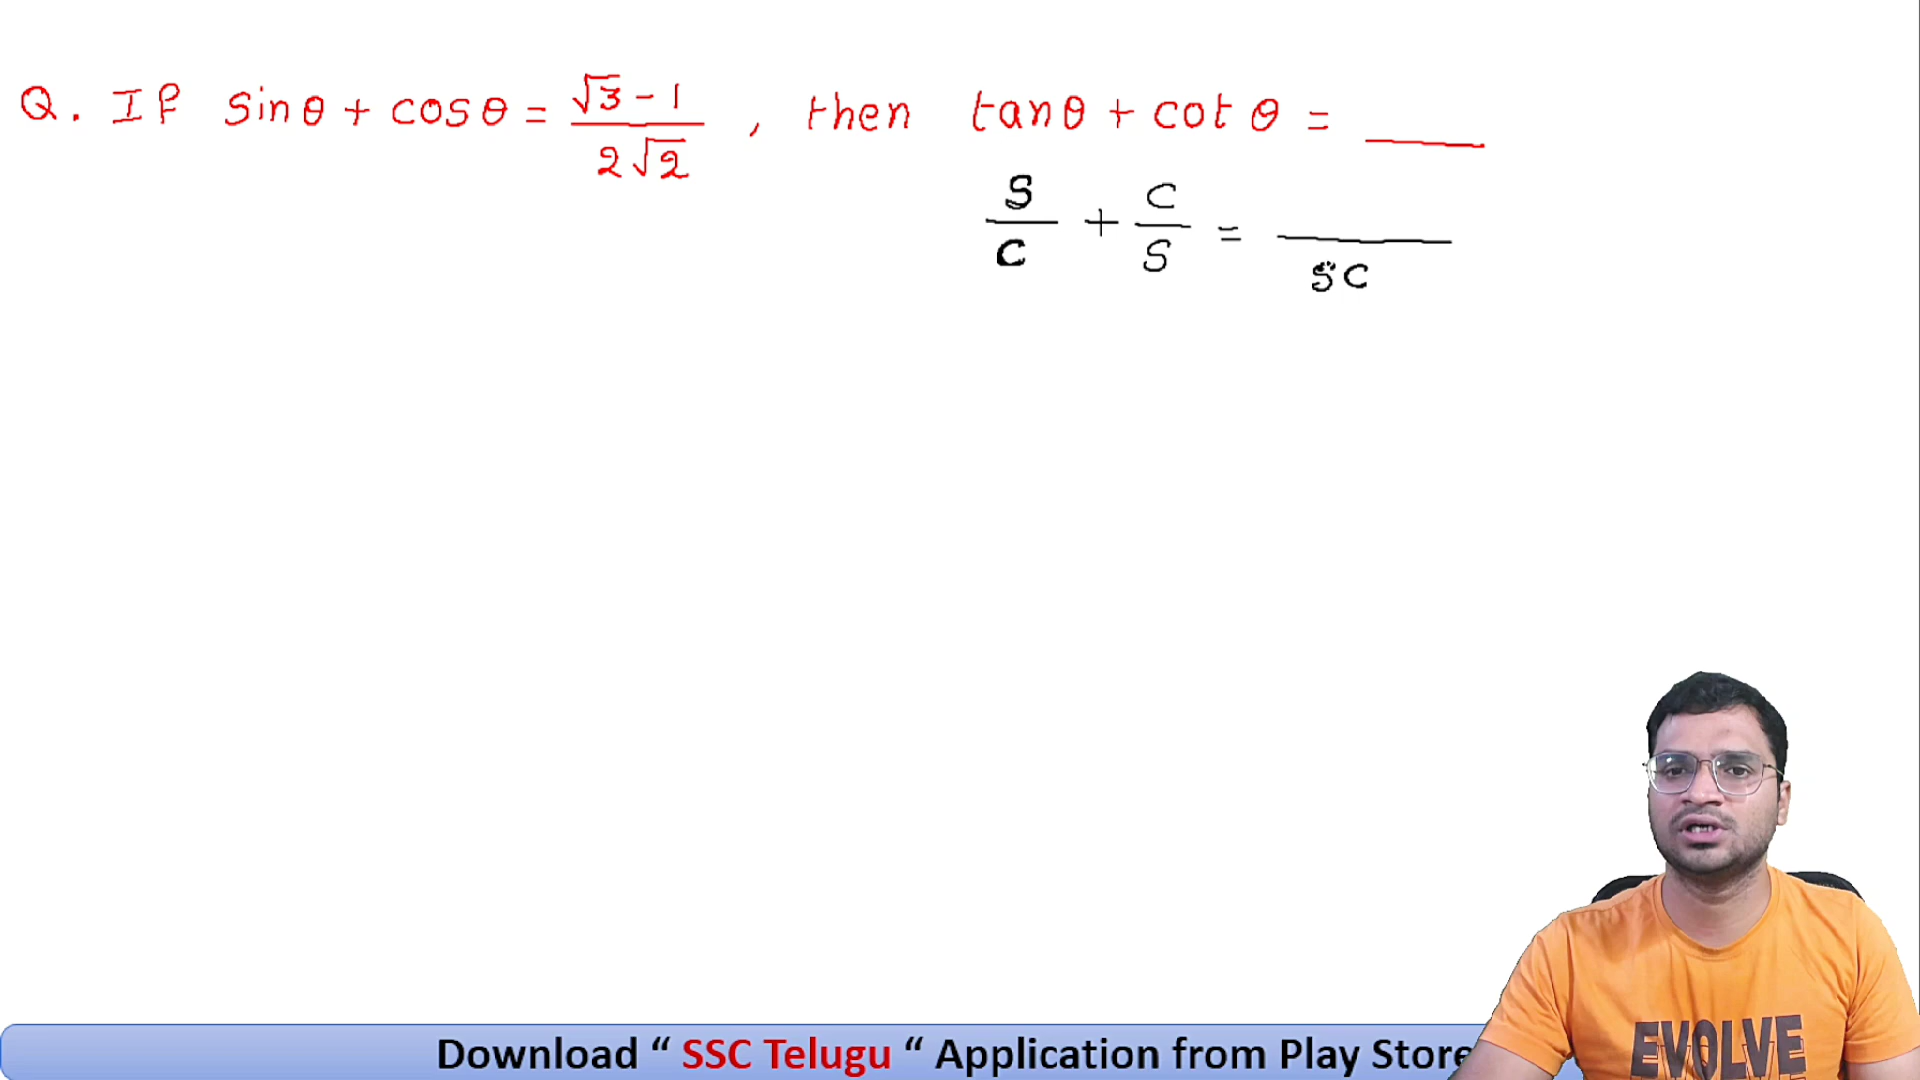 Q. If sinθ + cosθ = (√3 - 1) / (2√2) , then tanθ + cot θ = ____
S/C + C/S = ____/SC
Download “ SSC Telugu “ Application from Play Store
EVOLVE